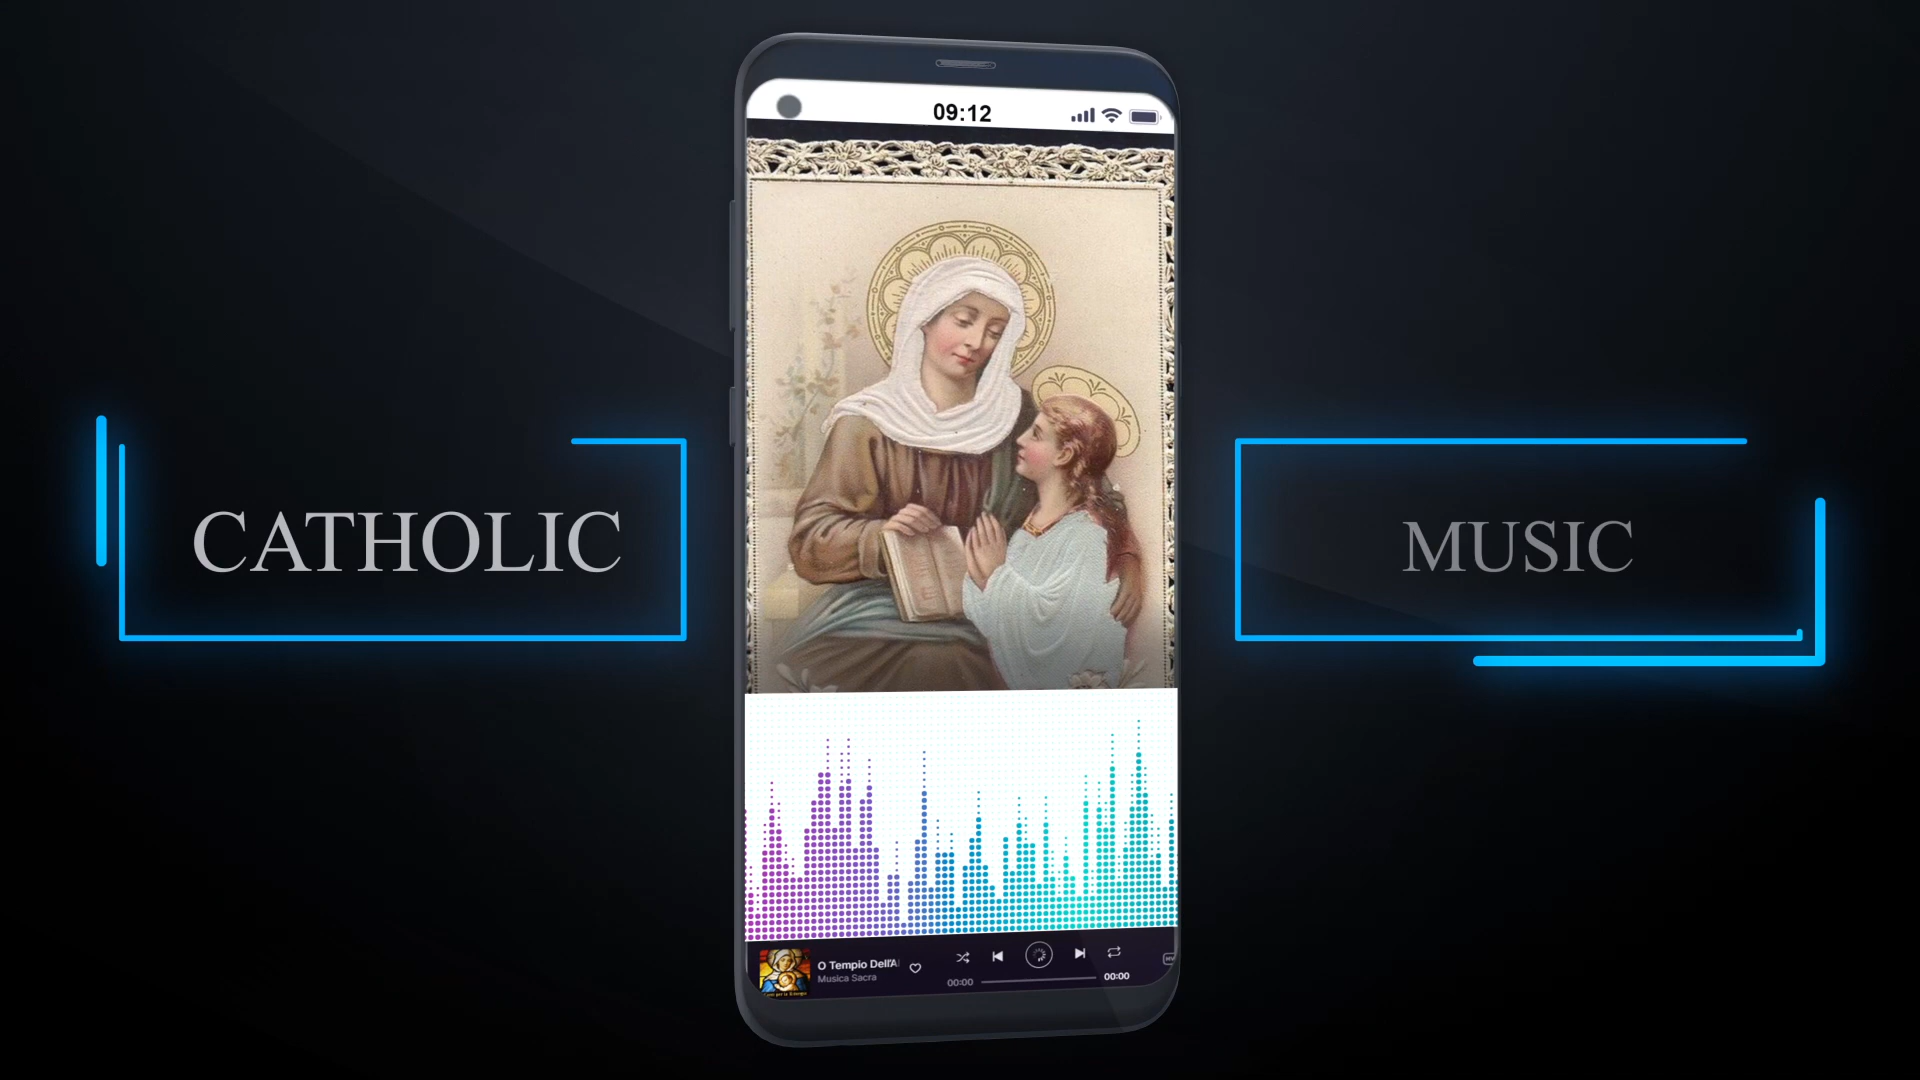 09:12
CATHOLIC
MUSIC
O Tempio Dell'A
Musica Sacra
00:00
00:00